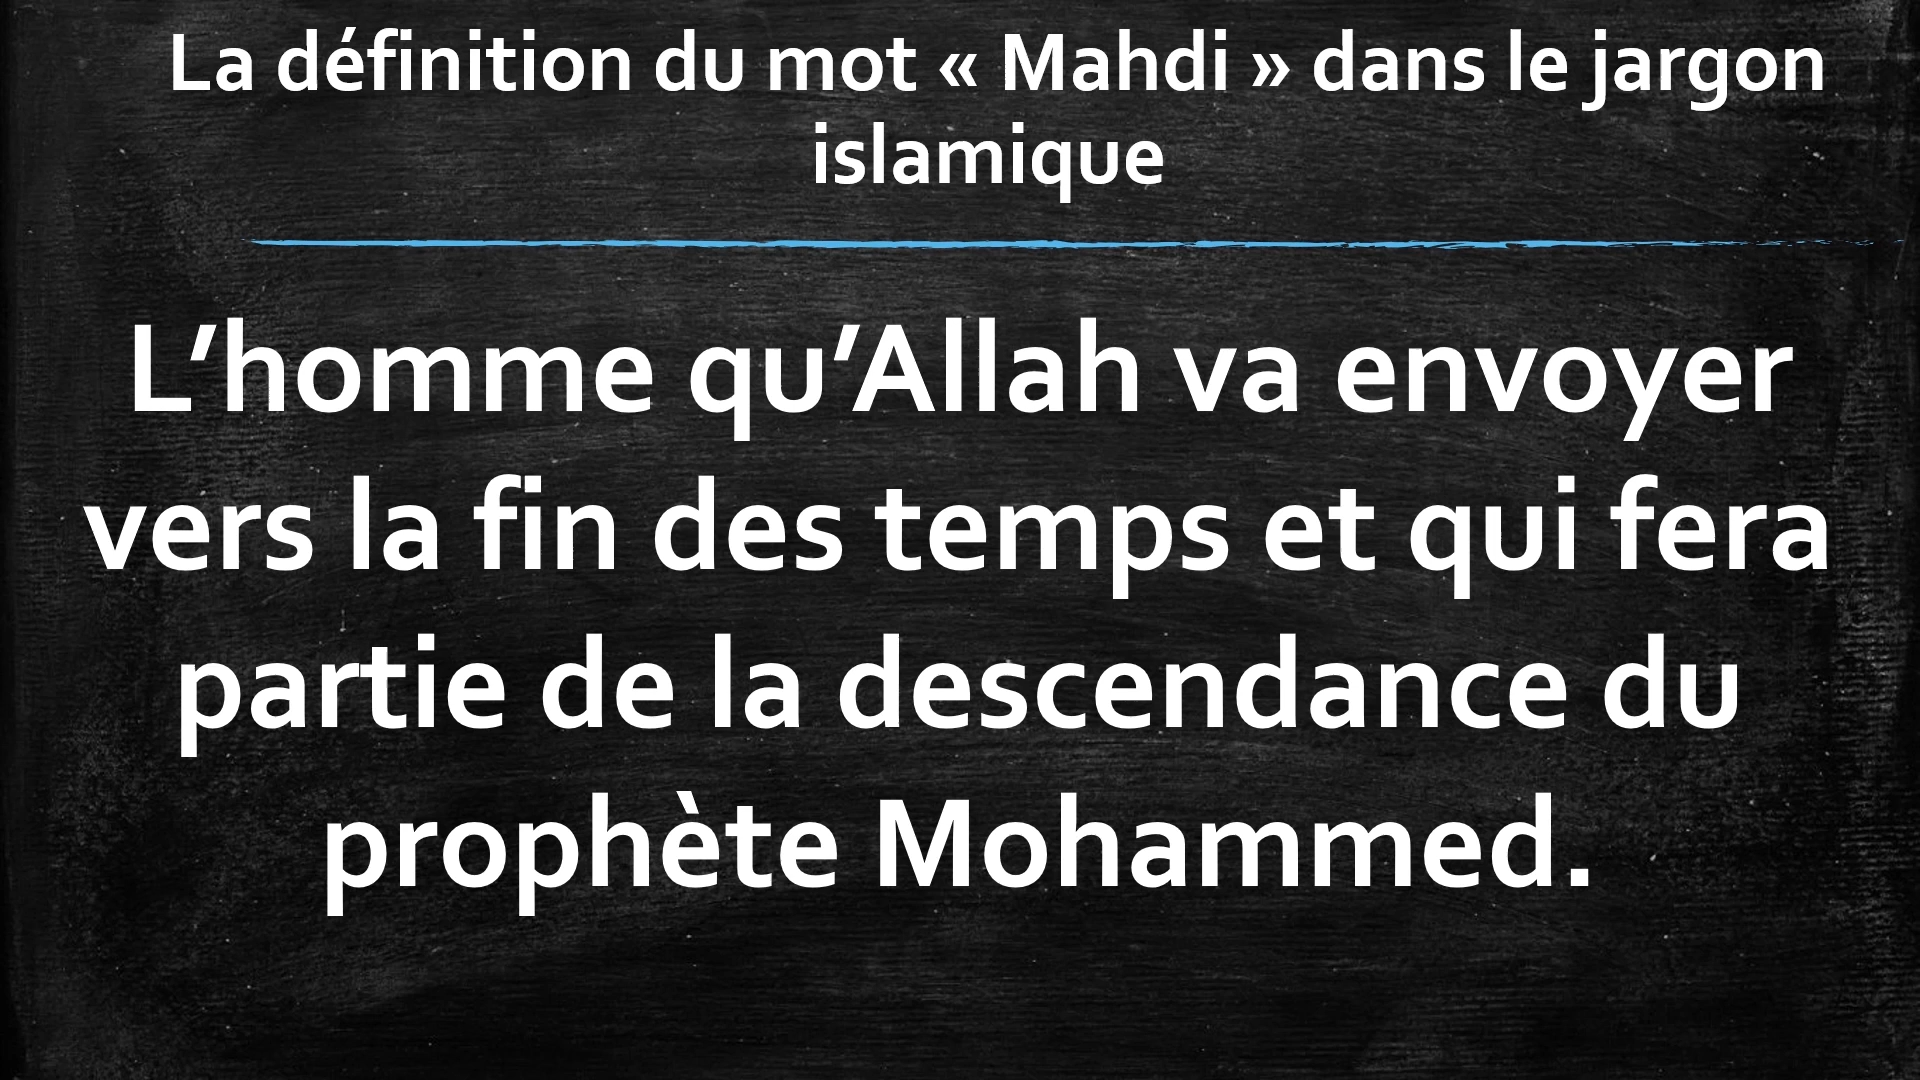 La définition du mot « Mahdi » dans le jargon
islamique
L’homme qu’Allah va envoyer
vers la fin des temps et qui fera
partie de la descendance du
prophète Mohammed.